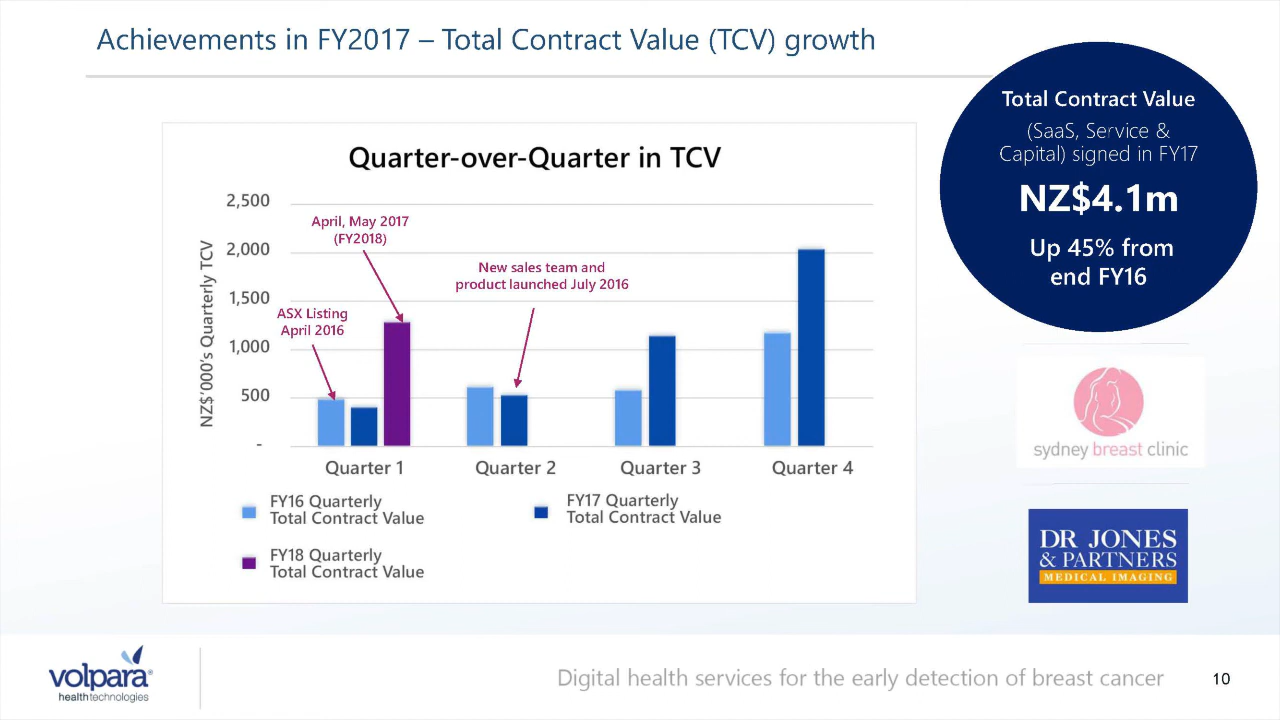 Achievements in FY2017 – Total Contract Value (TCV) growth
Total Contract Value
(SaaS, Service &
Capital) signed in FY17
NZ$4.1m
Up 45% from
end FY16
Quarter-over-Quarter in TCV
NZ$'000's Quarterly TCV
2,500
2,000
1,500
1,000
500
-
April, May 2017
(FY2018)
New sales team and
product launched July 2016
ASX Listing
April 2016
Quarter 1
Quarter 2
Quarter 3
Quarter 4
FY16 Quarterly
Total Contract Value
FY17 Quarterly
Total Contract Value
FY18 Quarterly
Total Contract Value
sydney breast clinic
DR JONES
& PARTNERS
MEDICAL IMAGING
volpara®
healthtechnologies
Digital health services for the early detection of breast cancer
10